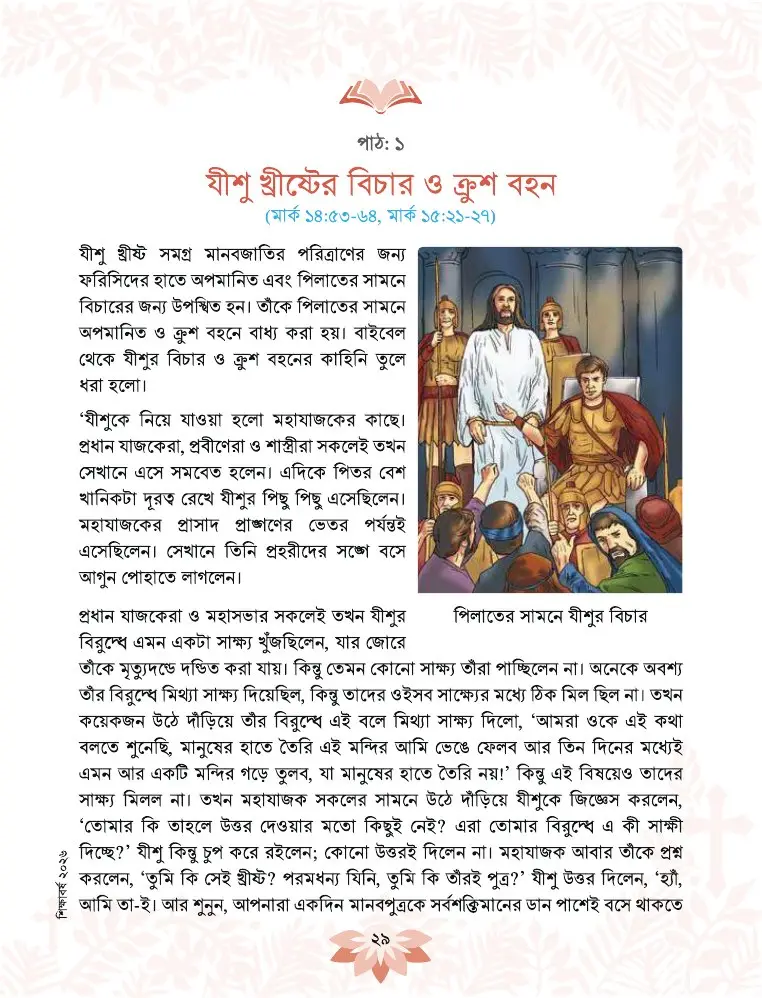 পাঠ: ১
যীশু খ্রীষ্টের বিচার ও ক্রুশ বহন
(মার্ক ১৪:৫৩-৬৪, মার্ক ১৫:২১-২৭)
যীশু খ্রীষ্ট সমগ্র মানবজাতির পরিত্রাণের জন্য
ফরিসিদের হাতে অপমানিত এবং পিলাতের সামনে
বিচারের জন্য উপস্থিত হন। তাঁকে পিলাতের সামনে
অপমানিত ও ক্রুশ বহনে বাধ্য করা হয়। বাইবেল
থেকে যীশুর বিচার ও ক্রুশ বহনের কাহিনি তুলে
ধরা হলো।
‘যীশুকে নিয়ে যাওয়া হলো মহাযাজকের কাছে।
প্রধান যাজকেরা, প্রবীণেরা ও শাস্ত্রীরা সকলেই তখন
সেখানে এসে সমবেত হলেন। এদিকে পিতর বেশ
খানিকটা দূরত্ব রেখে যীশুর পিছু পিছু এসেছিলেন।
মহাযাজকের প্রাসাদ প্রাঙ্গণের ভেতর পর্যন্তই
এসেছিলেন। সেখানে তিনি প্রহরীদের সঙ্গে বসে
আগুন পোহাতে লাগলেন।
পিলাতের সামনে যীশুর বিচার
প্রধান যাজকেরা ও মহাসভার সকলেই তখন যীশুর
বিরুদ্ধে এমন একটা সাক্ষ্য খুঁজছিলেন, যার জোরে
তাঁকে মৃত্যুদন্ডে দন্ডিত করা যায়। কিন্তু তেমন কোনো সাক্ষ্য তাঁরা পাচ্ছিলেন না। অনেকে অবশ্য
তাঁর বিরুদ্ধে মিথ্যা সাক্ষ্য দিয়েছিল, কিন্তু তাদের ওইসব সাক্ষ্যের মধ্যে ঠিক মিল ছিল না। তখন
কয়েকজন উঠে দাঁড়িয়ে তাঁর বিরুদ্ধে এই বলে মিথ্যা সাক্ষ্য দিলো, ‘আমরা ওকে এই কথা
বলতে শুনেছি, মানুষের হাতে তৈরি এই মন্দির আমি ভেঙে ফেলব আর তিন দিনের মধ্যেই
এমন আর একটি মন্দির গড়ে তুলব, যা মানুষের হাতে তৈরি নয়!’ কিন্তু এই বিষয়েও তাদের
সাক্ষ্য মিলল না। তখন মহাযাজক সকলের সামনে উঠে দাঁড়িয়ে যীশুকে জিজ্ঞেস করলেন,
‘তোমার কি তাহলে উত্তর দেওয়ার মতো কিছুই নেই? এরা তোমার বিরুদ্ধে এ কী সাক্ষী
দিচ্ছে?’ যীশু কিন্তু চুপ করে রইলেন; কোনো উত্তরই দিলেন না। মহাযাজক আবার তাঁকে প্রশ্ন
করলেন, ‘তুমি কি সেই খ্রীষ্ট? পরমধন্য যিনি, তুমি কি তাঁরই পুত্র?’ যীশু উত্তর দিলেন, ‘হ্যাঁ,
আমি তা-ই। আর শুনুন, আপনারা একদিন মানবপুত্রকে সর্বশক্তিমানের ডান পাশেই বসে থাকতে
শিক্ষাবর্ষ ২০২৬
২৯